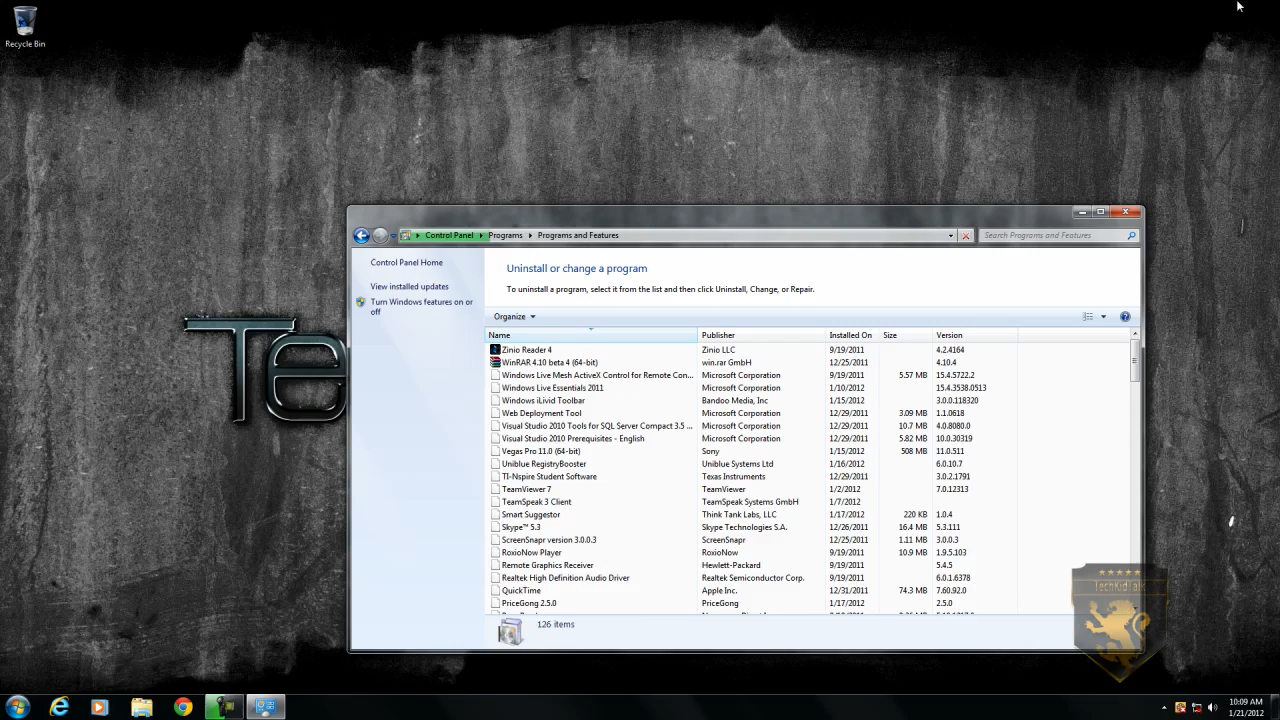 Recycle Bin
Control Panel Programs Programs and Features
Search Programs and Features
Control Panel Home
View installed updates
Turn Windows features on or
off
Uninstall or change a program
To uninstall a program, select it from the list and then click Uninstall, Change, or Repair.
Organize
Name Publisher Installed On Size Version
Zinio Reader 4 Zinio LLC 9/19/2011 4.2.4164
WinRAR 4.10 beta 4 (64-bit) win.rar GmbH 12/25/2011 4.10.4
Windows Live Mesh ActiveX Control for Remote Con... Microsoft Corporation 9/19/2011 5.57 MB 15.4.5722.2
Windows Live Essentials 2011 Microsoft Corporation 1/10/2012 15.4.3538.0513
Windows iLivid Toolbar Bandoo Media, Inc 1/15/2012 3.0.0.118320
Web Deployment Tool Microsoft Corporation 12/29/2011 3.09 MB 1.1.0618
Visual Studio 2010 Tools for SQL Server Compact 3.5 ... Microsoft Corporation 12/29/2011 10.7 MB 4.0.8080.0
Visual Studio 2010 Prerequisites - English Microsoft Corporation 12/29/2011 5.82 MB 10.0.30319
Vegas Pro 11.0 (64-bit) Sony 1/15/2012 508 MB 11.0.511
Uniblue RegistryBooster Uniblue Systems Ltd 1/16/2012 6.0.10.7
TI-Nspire Student Software Texas Instruments 12/29/2011 3.0.2.1791
TeamViewer 7 TeamViewer 1/2/2012 7.0.12313
TeamSpeak 3 Client TeamSpeak Systems GmbH 1/7/2012
Smart Suggestor Think Tank Labs, LLC 1/17/2012 220 KB 1.0.4
Skype™ 5.3 Skype Technologies S.A. 12/26/2011 16.4 MB 5.3.111
ScreenSnapr version 3.0.0.3 ScreenSnapr 12/25/2011 1.11 MB 3.0.0.3
RoxioNow Player RoxioNow 9/19/2011 10.9 MB 1.9.5.103
Remote Graphics Receiver Hewlett-Packard 9/19/2011 5.4.5
Realtek High Definition Audio Driver Realtek Semiconductor Corp. 9/19/2011 6.0.1.6378
QuickTime Apple Inc. 12/31/2011 74.3 MB 7.60.92.0
PriceGong 2.5.0 PriceGong 1/17/2012 2.5.0
126 items
Te
TechKidTalk
10:09 AM
1/21/2012